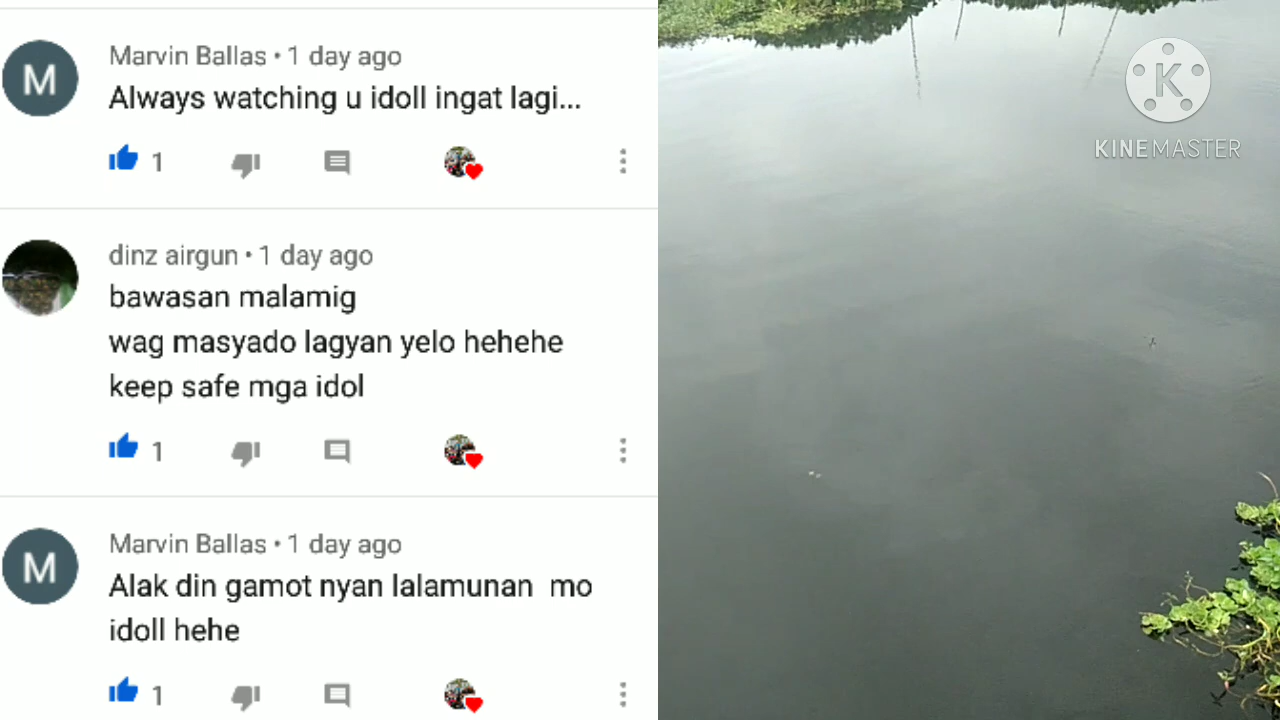 Marvin Ballas • 1 day ago
Always watching u idoll ingat lagi...
1
dinz airgun • 1 day ago
bawasan malamig
wag masyado lagyan yelo hehehe
keep safe mga idol
1
Marvin Ballas • 1 day ago
Alak din gamot nyan lalamunan mo
idoll hehe
1
M
M
K
KINEMASTER